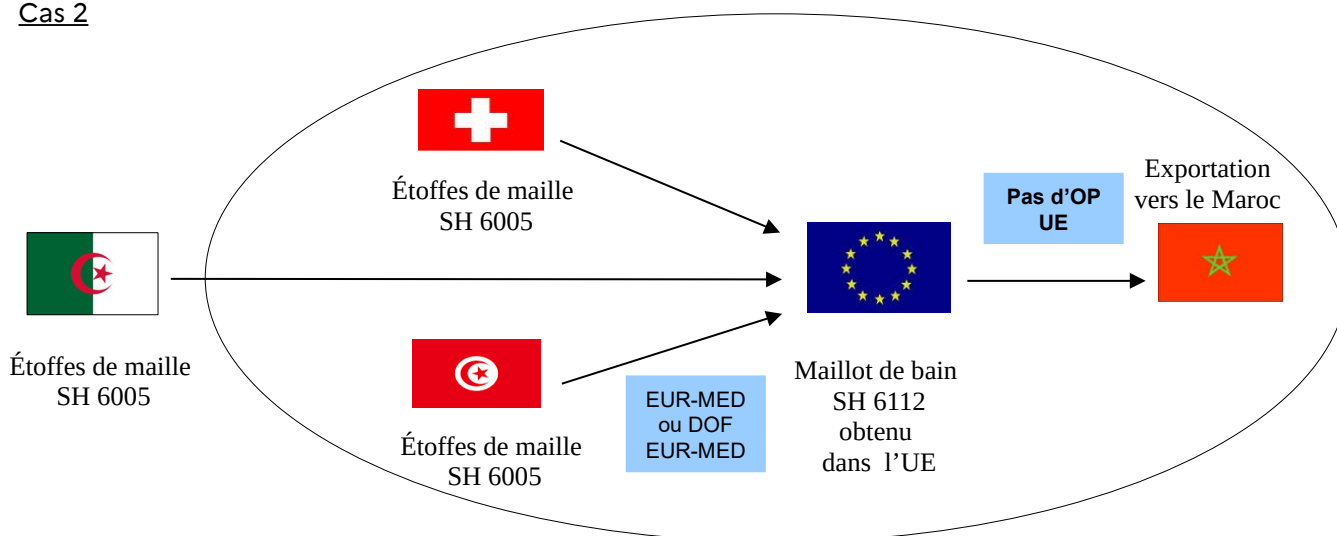 Cas 2
Étoffes de maille
SH 6005
Étoffes de maille
SH 6005
Étoffes de maille
SH 6005
EUR-MED
ou DOF
EUR-MED
Maillot de bain
SH 6112
obtenu
dans l’UE
Pas d’OP
UE
Exportation
vers le Maroc